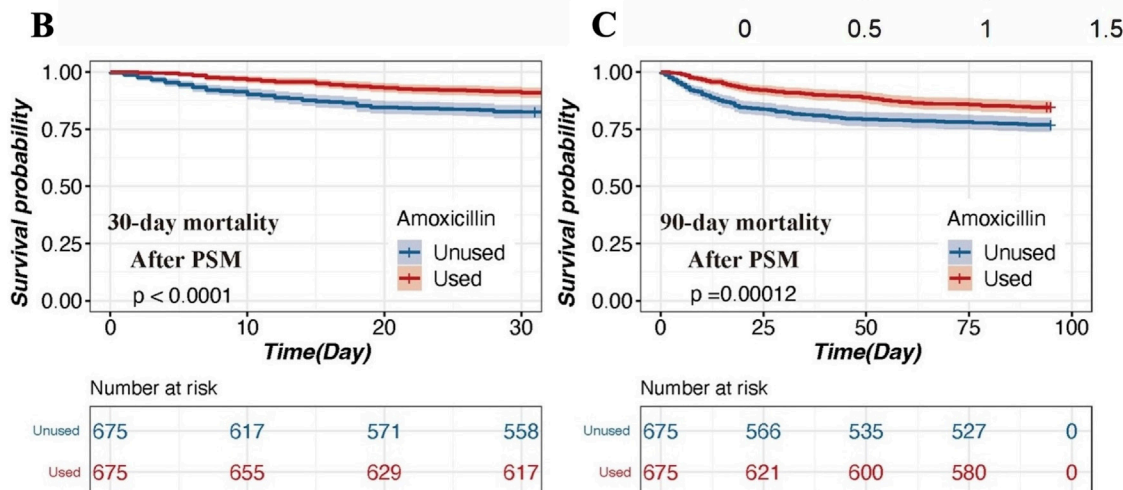 B
C
0 0.5 1 1.5
Survival probability
1.00
0.75
0.50
0.25
0.00
30-day mortality
After PSM
p < 0.0001
Amoxicillin
Unused
Used
0 10 20 30
Time(Day)
Number at risk
Unused 675 617 571 558
Used 675 655 629 617
Survival probability
1.00
0.75
0.50
0.25
0.00
90-day mortality
After PSM
p =0.00012
Amoxicillin
Unused
Used
0 25 50 75 100
Time(Day)
Number at risk
Unused 675 566 535 527 0
Used 675 621 600 580 0